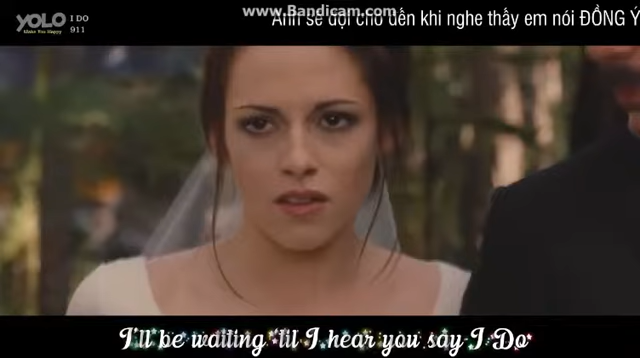 www.Bandicam.com
Anh sẽ đợi cho đến khi nghe thấy em nói ĐỒNG Ý
YOLO
Make You Happy
I DO
911
I'll be waiting 'til I hear you say I Do